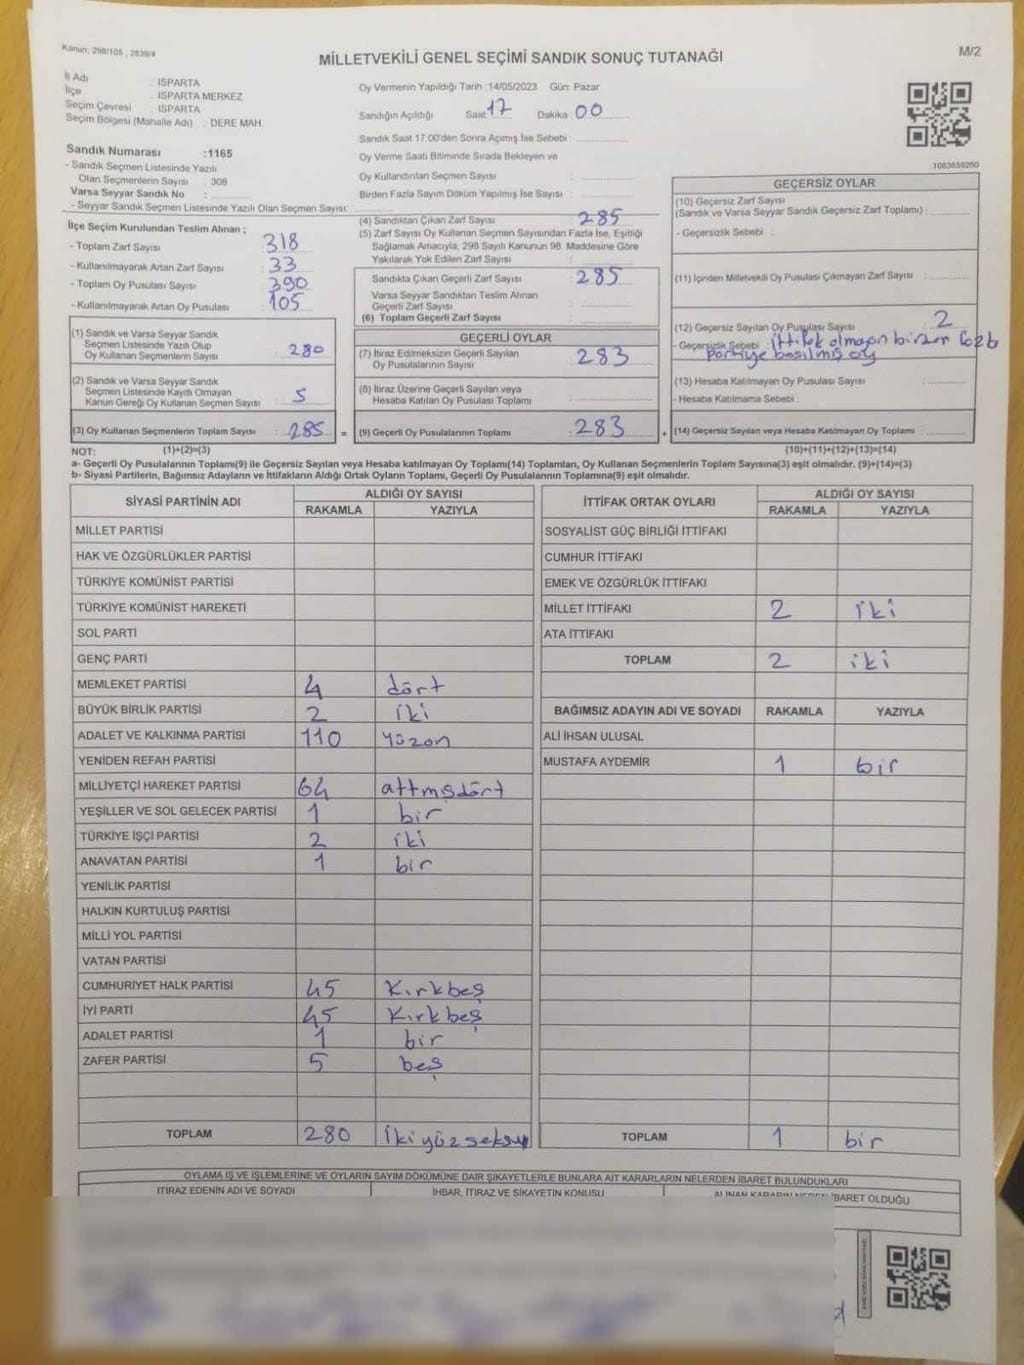 Kanun: 298/105 , 2839/4
MİLLETVEKİLİ GENEL SEÇİMİ SANDIK SONUÇ TUTANAĞI
M/2
İl Adı : ISPARTA
İlçe : ISPARTA MERKEZ
Seçim Çevresi : ISPARTA
Seçim Bölgesi (Mahalle Adı) : DERE MAH.
Oy Vermenin Yapıldığı Tarih :14/05/2023 Gün: Pazar
Sandığın Açıldığı Saat 17 Dakika 00
Sandık Saat 17:00'den Sonra Açımış İse Sebebi :
Oy Verme Saati Bitiminde Sırada Bekleyen ve
Oy Kullandırılan Seçmen Sayısı :
Birden Fazla Sayım Döküm Yapılmış İse Sayısı :
1083659260
Sandık Numarası :1165
- Sandık Seçmen Listesinde Yazılı
Olan Seçmenlerin Sayısı : 308
Varsa Seyyar Sandık No :
- Seyyar Sandık Seçmen Listesinde Yazılı Olan Seçmen Sayısı:
İlçe Seçim Kurulundan Teslim Alınan ;
- Toplam Zarf Sayısı : 318
- Kullanılmayarak Artan Zarf Sayısı : 33
- Toplam Oy Pusulası Sayısı : 390
- Kullanılmayarak Artan Oy Pusulası : 105
(1) Sandık ve Varsa Seyyar Sandık
Seçmen Listesinde Yazılı Olup
Oy Kullanan Seçmenlerin Sayısı : 280
(2) Sandık ve Varsa Seyyar Sandık
Seçmen Listesinde Kayıtlı Olmayan
Kanun Gereği Oy Kullanan Seçmen Sayısı : 5
(3) Oy Kullanan Seçmenlerin Toplam Sayısı : 285 =
(4) Sandıktan Çıkan Zarf Sayısı : 285
(5) Zarf Sayısı Oy Kullanan Seçmen Sayısından Fazla İse, Eşitliği
Sağlamak Amacıyla; 298 Sayılı Kanunun 98. Maddesine Göre
Yakılarak Yok Edilen Zarf Sayısı :
Sandıkta Çıkan Geçerli Zarf Sayısı : 285
Varsa Seyyar Sandıktan Teslim Alınan
Geçerli Zarf Sayısı :
(6) Toplam Geçerli Zarf Sayısı :
GEÇERLİ OYLAR
(7) İtiraz Edilmeksizin Geçerli Sayılan
Oy Pusulalarının Sayısı : 283
(8) İtiraz Üzerine Geçerli Sayılan veya
Hesaba Katılan Oy Pusulası Toplamı :
(9) Geçerli Oy Pusulalarının Toplamı : 283 +
GEÇERSİZ OYLAR
(10) Geçersiz Zarf Sayısı
(Sandık ve Varsa Seyyar Sandık Geçersiz Zarf Toplamı) :
- Geçersizlik Sebebi :
(11) İçinden Milletvekili Oy Pusulası Çıkmayan Zarf Sayısı :
(12) Geçersiz Sayılan Oy Pusulası Sayısı : 2
- Geçersizlik Sebebi : ittifak olmayan birden fazla
partiye basılmış oy
(13) Hesaba Katılmayan Oy Pusulası Sayısı :
- Hesaba Katılmama Sebebi :
(14) Geçersiz Sayılan veya Hesaba Katılmayan Oy Pusulası Toplamı :
NOT: (1)+(2)=(3) (10)+(11)+(12)+(13)=(14)
a- Geçerli Oy Pusulalarının Toplamı(9) ile Geçersiz Sayılan veya Hesaba katılmayan Oy Toplamı(14) Toplamları, Oy Kullanan Seçmenlerin Toplam Sayısına(3) eşit olmalıdır. (9)+(14)=(3)
b- Siyasi Partilerin, Bağımsız Adayların ve İttifakların Aldığı Ortak Oyların Toplamı, Geçerli Oy Pusulalarının Toplamına(9) eşit olmalıdır.
SİYASİ PARTİNİN ADI ALDIĞI OY SAYISI
RAKAMLA YAZIYLA
MİLLET PARTİSİ
HAK VE ÖZGÜRLÜKLER PARTİSİ
TÜRKİYE KOMÜNİST PARTİSİ
TÜRKİYE KOMÜNİST HAREKETİ
SOL PARTİ
GENÇ PARTİ
MEMLEKET PARTİSİ 4 dört
BÜYÜK BİRLİK PARTİSİ 2 iki
ADALET VE KALKINMA PARTİSİ 110 yüzon
YENİDEN REFAH PARTİSİ
MİLLİYETÇİ HAREKET PARTİSİ 64 attmışdört
YEŞİLLER VE SOL GELECEK PARTİSİ 1 bir
TÜRKİYE İŞÇİ PARTİSİ 2 iki
ANAVATAN PARTİSİ 1 bir
YENİLİK PARTİSİ
HALKIN KURTULUŞ PARTİSİ
MİLLİ YOL PARTİSİ
VATAN PARTİSİ
CUMHURİYET HALK PARTİSİ 45 Kırkbeş
İYİ PARTİ 45 Kırkbeş
ADALET PARTİSİ 1 bir
ZAFER PARTİSİ 5 beş
TOPLAM 280 ikiyüzseksen
İTTİFAK ORTAK OYLARI ALDIĞI OY SAYISI
RAKAMLA YAZIYLA
SOSYALİST GÜÇ BİRLİĞİ İTTİFAKI
CUMHUR İTTİFAKI
EMEK VE ÖZGÜRLÜK İTTİFAKI
MİLLET İTTİFAKI 2 iki
ATA İTTİFAKI
TOPLAM 2 iki
BAĞIMSIZ ADAYIN ADI VE SOYADI RAKAMLA YAZIYLA
ALİ İHSAN ULUSAL
MUSTAFA AYDEMİR 1 bir
TOPLAM 1 bir
OYLAMA İŞ VE İŞLEMLERİNE VE OYLARIN SAYIM DÖKÜMÜNE DAİR ŞİKAYETLERLE BUNLARA AİT KARARLARIN NELERDEN İBARET BULUNDUKLARI
İTİRAZ EDENİN ADI VE SOYADI İHBAR, İTİRAZ VE ŞİKAYETİN KONUSU ALINAN KARARIN NEDEN İBARET OLDUĞU